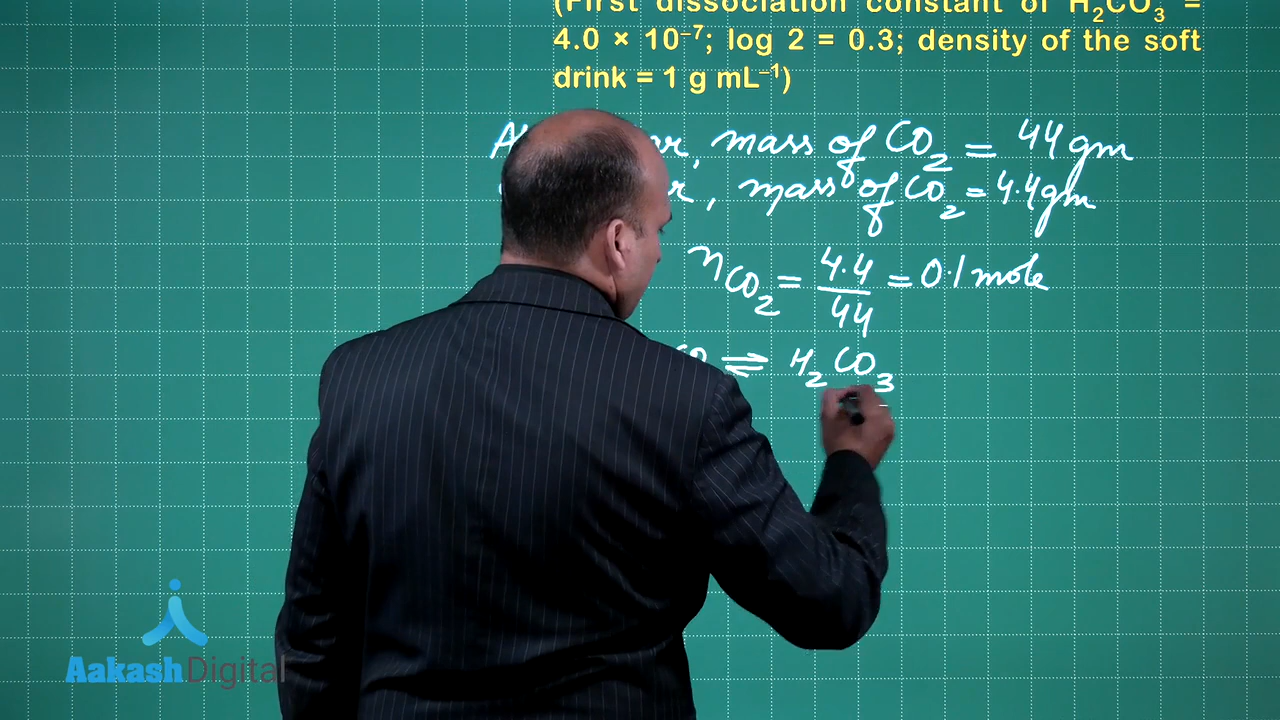 (First dissociation constant of H₂CO₃ =
4.0 × 10⁻⁷; log 2 = 0.3; density of the soft
drink = 1 g mL⁻¹)
mass of CO₂ = 44 gm
, mass of CO₂ = 4.4 gm
nCO₂ = 4.4/44 = 0.1 mole
⇌ H₂CO₃
AakashDigital